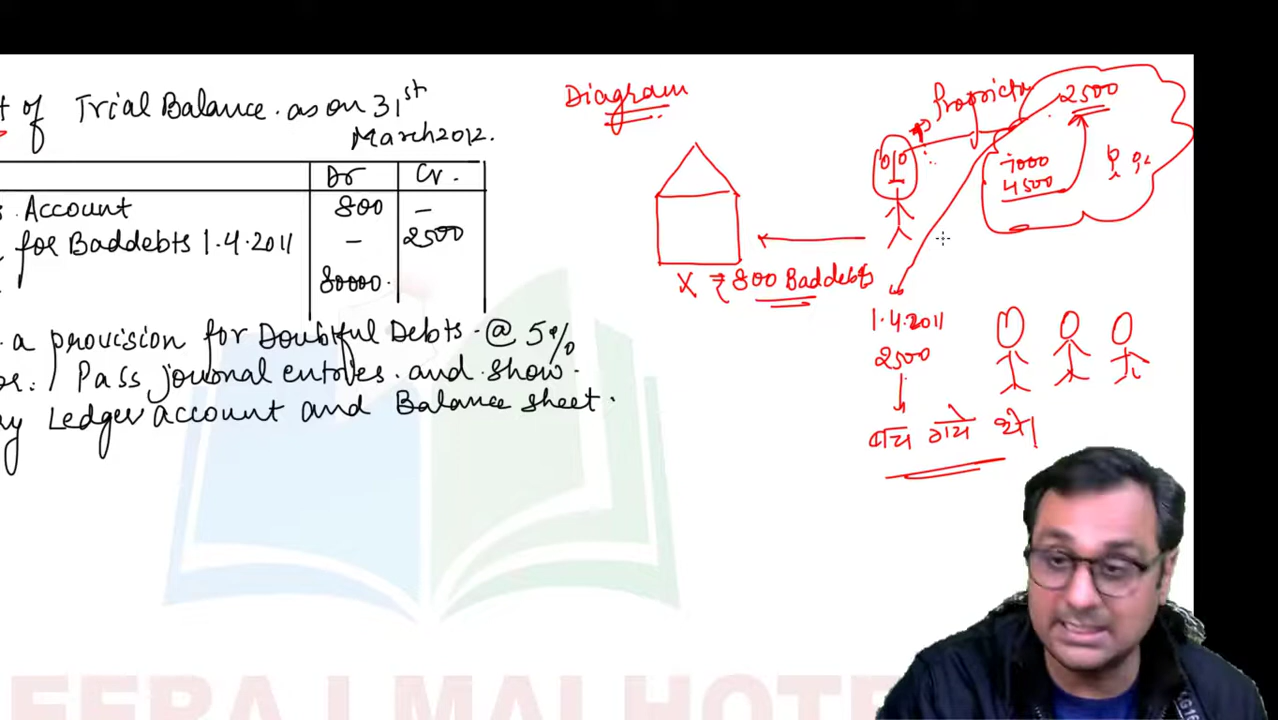 t of Trial Balance. as on 31st
March 2012.
Dr Cr.
s. Account 800 -
for Baddebts 1.4.2011 - 2500
80000.
a provision for Doubtful Debts. @ 5%
or. Pass journal entries. and show.
y Ledger account and Balance sheet.
Diagram
Propriety
2500
7000
4500
X ₹800 Baddebts
1.4.2011
2500